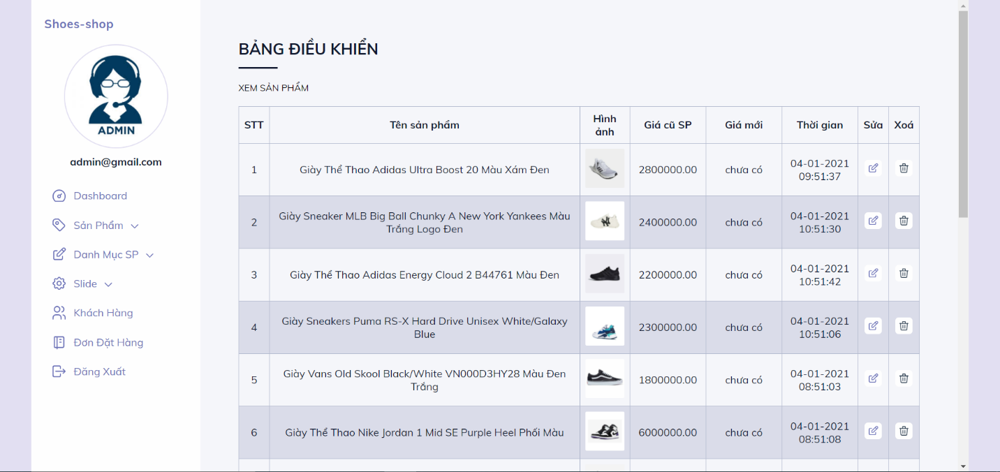 Shoes-shop
ADMIN
admin@gmail.com
Dashboard
Sản Phẩm
Danh Mục SP
Slide
Khách Hàng
Đơn Đặt Hàng
Đăng Xuất
BẢNG ĐIỀU KHIỂN
XEM SẢN PHẨM
STT Tên sản phẩm Hình ảnh Giá cũ SP Giá mới Thời gian Sửa Xoá
1 Giày Thể Thao Adidas Ultra Boost 20 Màu Xám Đen 2800000.00 chưa có 04-01-2021 09:51:37
2 Giày Sneaker MLB Big Ball Chunky A New York Yankees Màu Trắng Logo Đen 2400000.00 chưa có 04-01-2021 10:51:30
3 Giày Thể Thao Adidas Energy Cloud 2 B44761 Màu Đen 2200000.00 chưa có 04-01-2021 10:51:42
4 Giày Sneakers Puma RS-X Hard Drive Unisex White/Galaxy Blue 2300000.00 chưa có 04-01-2021 10:51:06
5 Giày Vans Old Skool Black/White VN000D3HY28 Màu Đen Trắng 1800000.00 chưa có 04-01-2021 08:51:03
6 Giày Thể Thao Nike Jordan 1 Mid SE Purple Heel Phối Màu 6000000.00 chưa có 04-01-2021 08:51:08